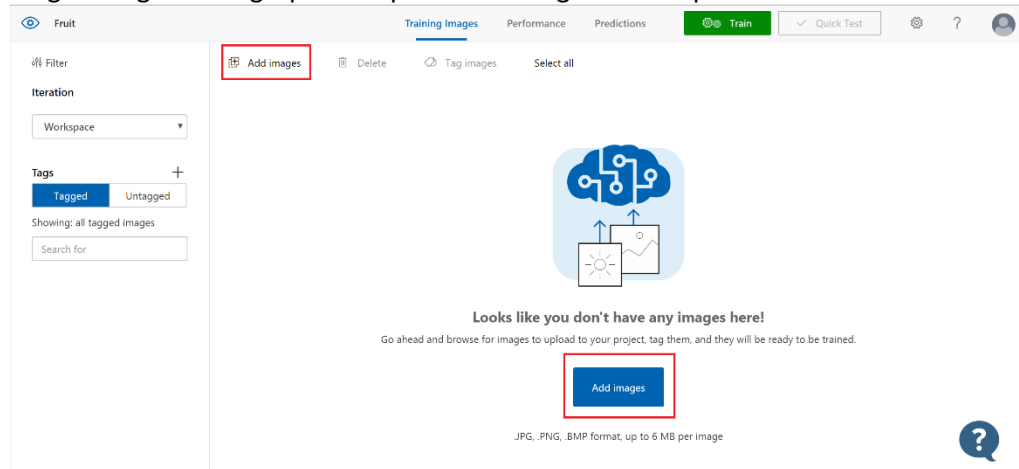 Fruit
Training Images Performance Predictions Train Quick Test ?
Filter
Add images Delete Tag images Select all
Iteration
Workspace
Tags
Tagged Untagged
Showing: all tagged images
Search for
Looks like you don't have any images here!
Go ahead and browse for images to upload to your project, tag them, and they will be ready to be trained.
Add images
.JPG, .PNG, .BMP format, up to 6 MB per image
?